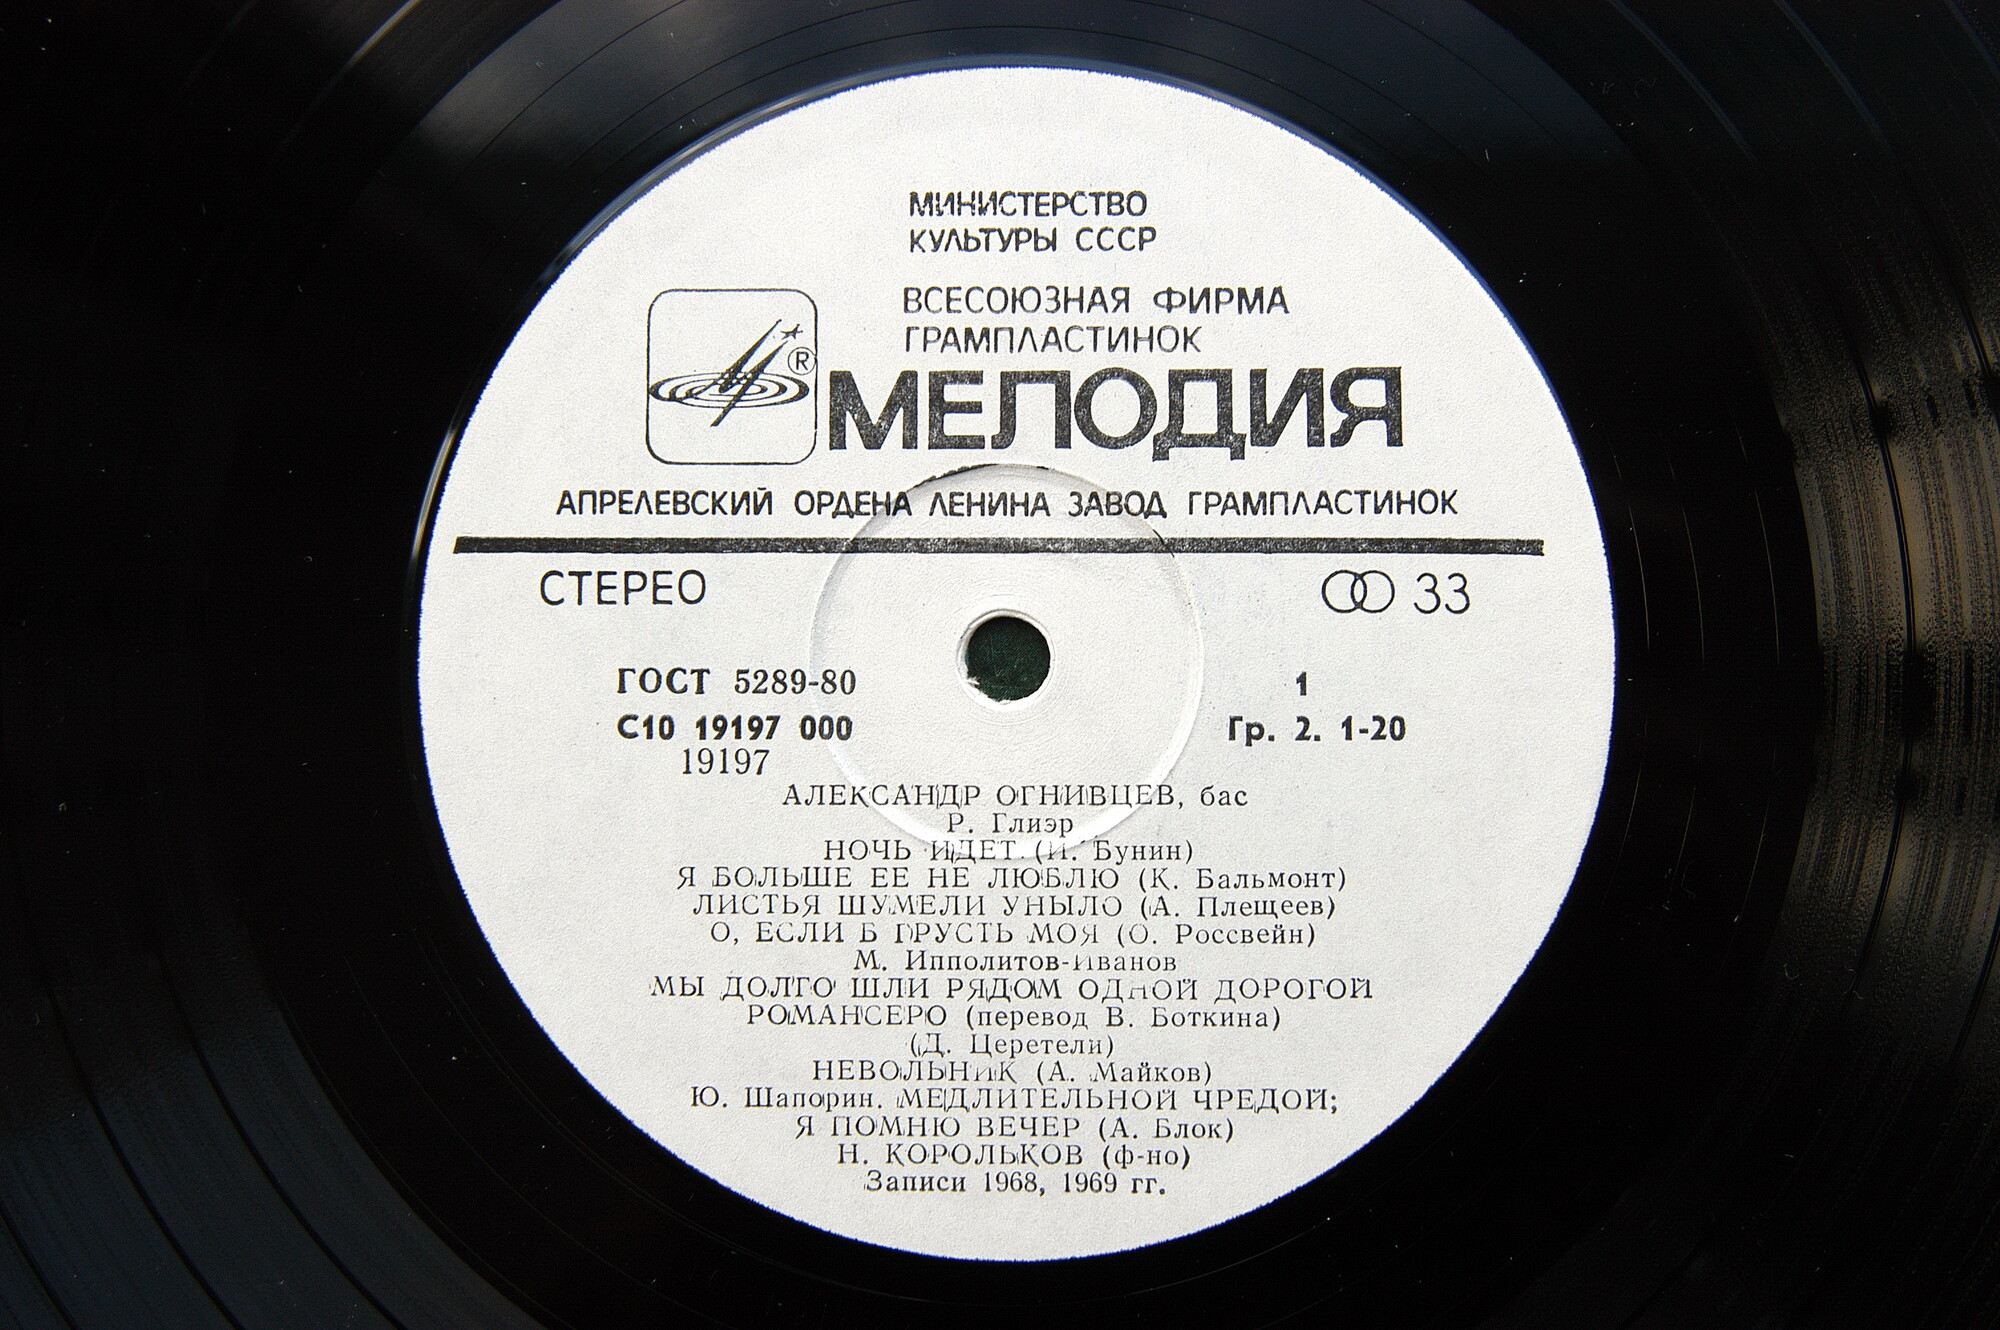 МИНИСТЕРСТВО
КУЛЬТУРЫ СССР
ВСЕСОЮЗНАЯ ФИРМА
ГРАМПЛАСТИНОК
®
МЕЛОДИЯ
АПРЕЛЕВСКИЙ ОРДЕНА ЛЕНИНА ЗАВОД ГРАМПЛАСТИНОК
СТЕРЕО
33
ГОСТ 5289-80
1
С10 19197 000
Гр. 2. 1-20
19197
АЛЕКСАНДР ОГНИВЦЕВ, бас
Р. Глиэр
НОЧЬ ИДЕТ (И. Бунин)
Я БОЛЬШЕ ЕЕ НЕ ЛЮБЛЮ (К. Бальмонт)
ЛИСТЬЯ ШУМЕЛИ УНЫЛО (А. Плещеев)
О, ЕСЛИ Б ГРУСТЬ МОЯ (О. Россвейн)
М. Ипполитов-Иванов
МЫ ДОЛГО ШЛИ РЯДОМ ОДНОЙ ДОРОГОЙ
РОМАНСЕРО (перевод В. Боткина)
(Д. Церетели)
НЕВОЛЬНИК (А. Майков)
Ю. Шапорин. МЕДЛИТЕЛЬНОЙ ЧРЕДОЙ;
Я ПОМНЮ ВЕЧЕР (А. Блок)
Н. КОРОЛЬКОВ (ф-но)
Записи 1968, 1969 гг.